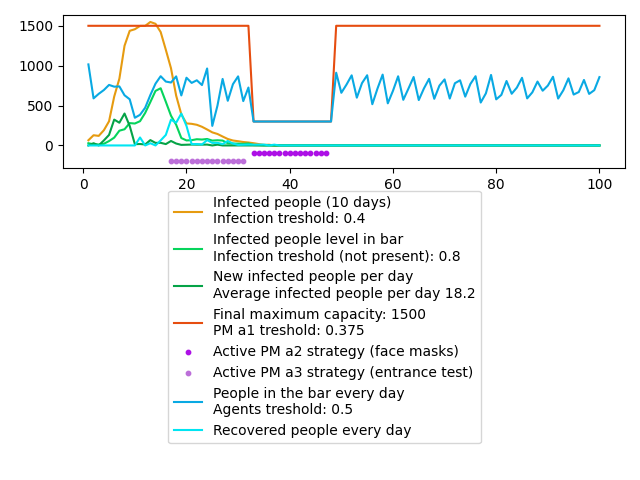 1500
1000
500
0
0
20
40
60
80
100
Infected people (10 days)
Infection treshold: 0.4
Infected people level in bar
Infection treshold (not present): 0.8
New infected people per day
Average infected people per day 18.2
Final maximum capacity: 1500
PM a1 treshold: 0.375
Active PM a2 strategy (face masks)
Active PM a3 strategy (entrance test)
People in the bar every day
Agents treshold: 0.5
Recovered people every day